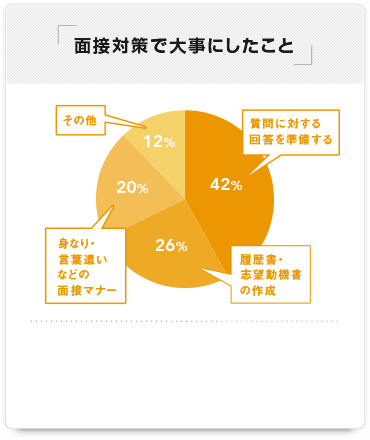 面接対策で大事にしたこと
その他
12%
質問に対する
回答を準備する
42%
20%
26%
身なり・
言葉遣い
などの
面接マナー
履歴書・
志望動機書
の作成